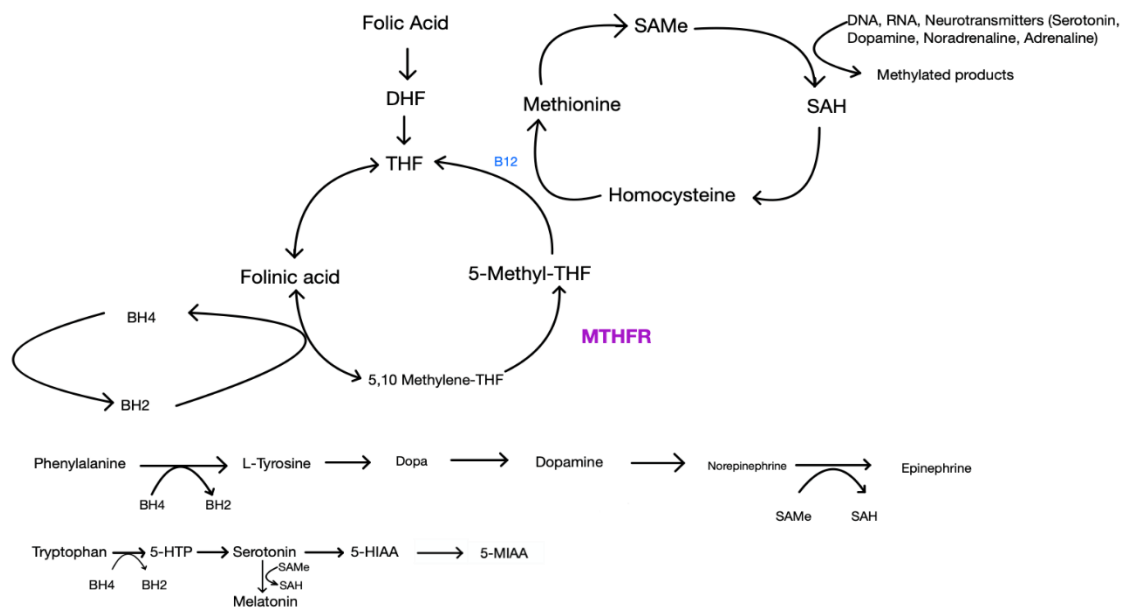 Folic Acid
SAMe
DNA, RNA, Neurotransmitters (Serotonin,
Dopamine, Noradrenaline, Adrenaline)
Methylated products
DHF
Methionine
SAH
THF
B12
Homocysteine
Folinic acid
5-Methyl-THF
BH4
MTHFR
5,10 Methylene-THF
BH2
Phenylalanine
L-Tyrosine
Dopa
Dopamine
Norepinephrine
Epinephrine
BH4
BH2
SAMe
SAH
Tryptophan
5-HTP
Serotonin
5-HIAA
5-MIAA
BH4
BH2
SAMe
SAH
Melatonin